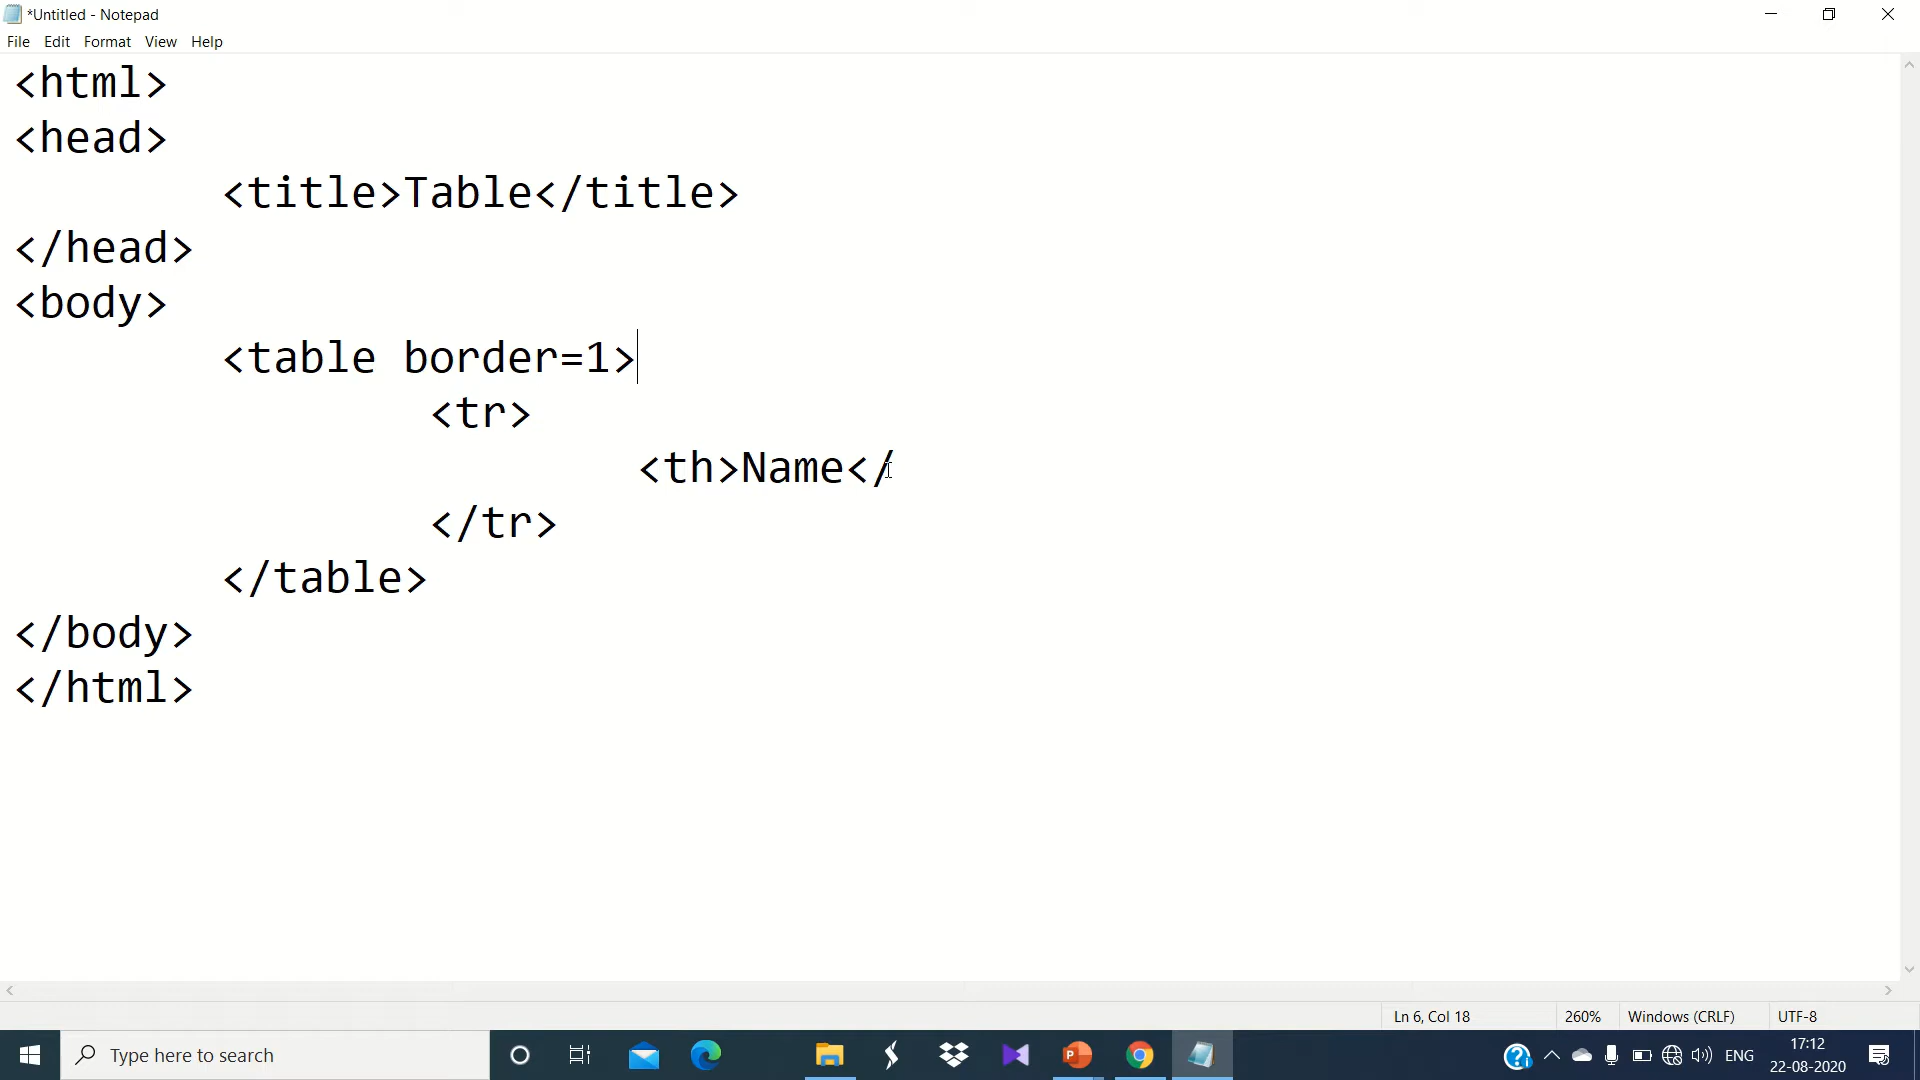 *Untitled - Notepad
File Edit Format View Help
<html>
<head>
<title>Table</title>
</head>
<body>
<table border=1>
<tr>
<th>Name</
</tr>
</table>
</body>
</html>
Ln 6, Col 18 260% Windows (CRLF) UTF-8
Type here to search
ENG
17:12
22-08-2020